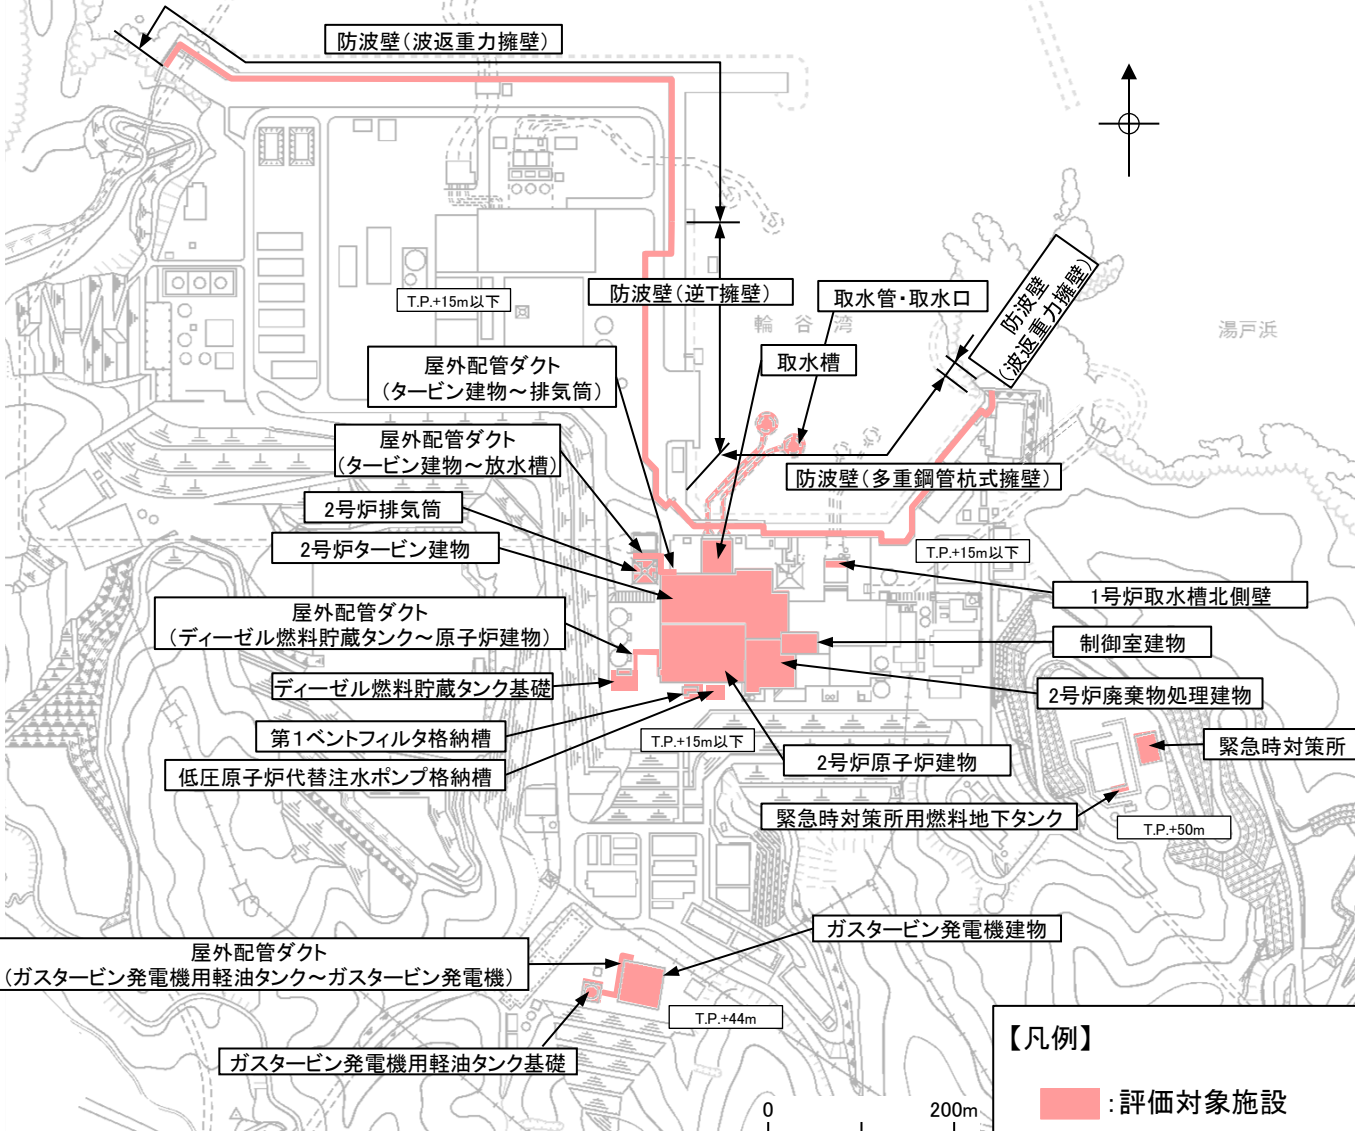 防波壁(波返重力擁壁)
防波壁(逆T擁壁)
取水管・取水口
防波壁
(波返重力擁壁)
T.P.+15m以下
輪谷湾
湯戸浜
取水槽
屋外配管ダクト
(タービン建物～排気筒)
屋外配管ダクト
(タービン建物～放水槽)
防波壁(多重鋼管杭式擁壁)
2号炉排気筒
2号炉タービン建物
T.P.+15m以下
1号炉取水槽北側壁
屋外配管ダクト
(ディーゼル燃料貯蔵タンク～原子炉建物)
制御室建物
ディーゼル燃料貯蔵タンク基礎
2号炉廃棄物処理建物
第1ベントフィルタ格納槽
T.P.+15m以下
緊急時対策所
2号炉原子炉建物
低圧原子炉代替注水ポンプ格納槽
緊急時対策所用燃料地下タンク
T.P.+50m
ガスタービン発電機建物
屋外配管ダクト
(ガスタービン発電機用軽油タンク～ガスタービン発電機)
T.P.+44m
ガスタービン発電機用軽油タンク基礎
【凡例】
:評価対象施設
0 200m